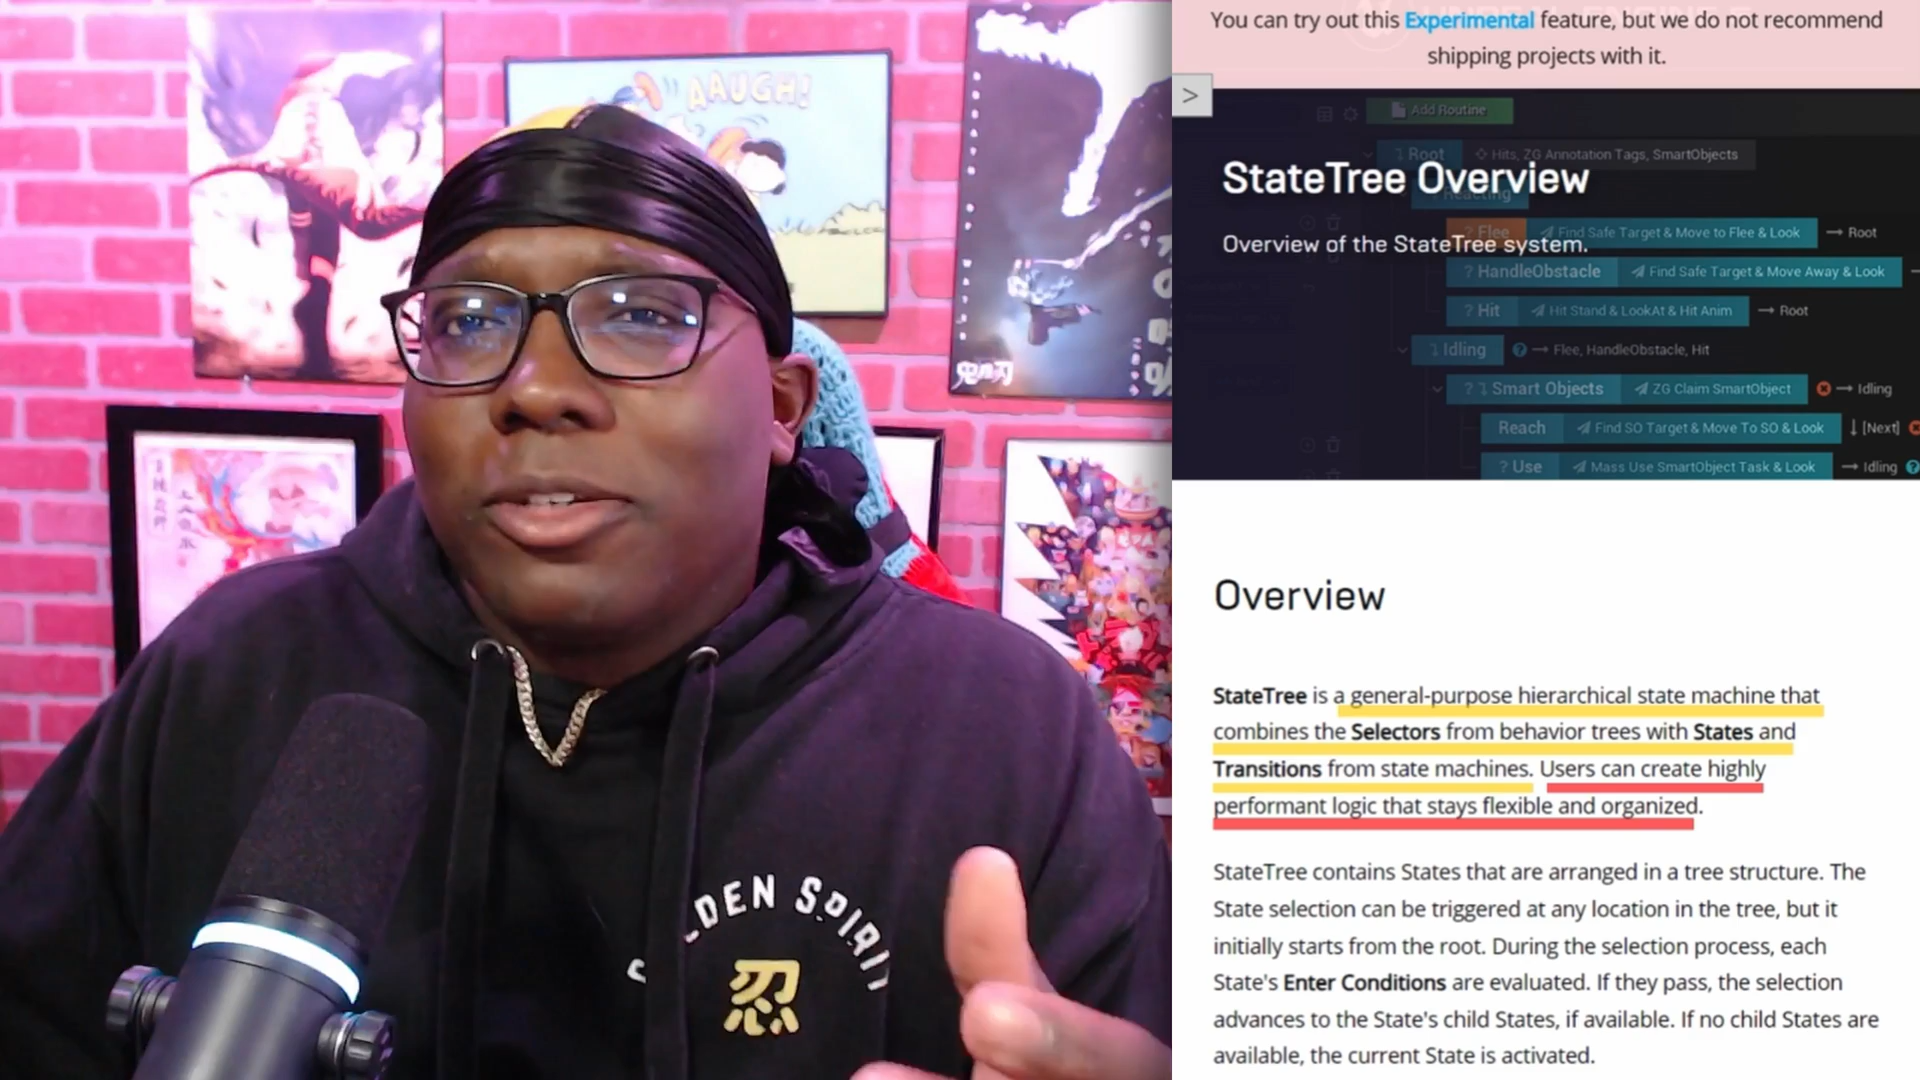 AAUGH!
鬼刃
DEN SPIRI
忍
You can try out this Experimental feature, but we do not recommend
shipping projects with it.
>
Add Routine
Root
Hits, ZG Annotation Tags, SmartObjects
StateTree Overview
Reacting
? Flee
Find Safe Target & Move to Flee & Look
→ Root
Overview of the StateTree system.
? HandleObstacle
Find Safe Target & Move Away & Look
? Hit
Hit Stand & LookAt & Hit Anim
→ Root
Idling
→ Flee, HandleObstacle, Hit
? Smart Objects
ZG Claim SmartObject
→ Idling
Reach
Find SO Target & Move To SO & Look
↓ [Next]
? Use
Mass Use SmartObject Task & Look
→ Idling
Overview
StateTree is a general-purpose hierarchical state machine that
combines the Selectors from behavior trees with States and
Transitions from state machines. Users can create highly
performant logic that stays flexible and organized.
StateTree contains States that are arranged in a tree structure. The
State selection can be triggered at any location in the tree, but it
initially starts from the root. During the selection process, each
State's Enter Conditions are evaluated. If they pass, the selection
advances to the State's child States, if available. If no child States are
available, the current State is activated.